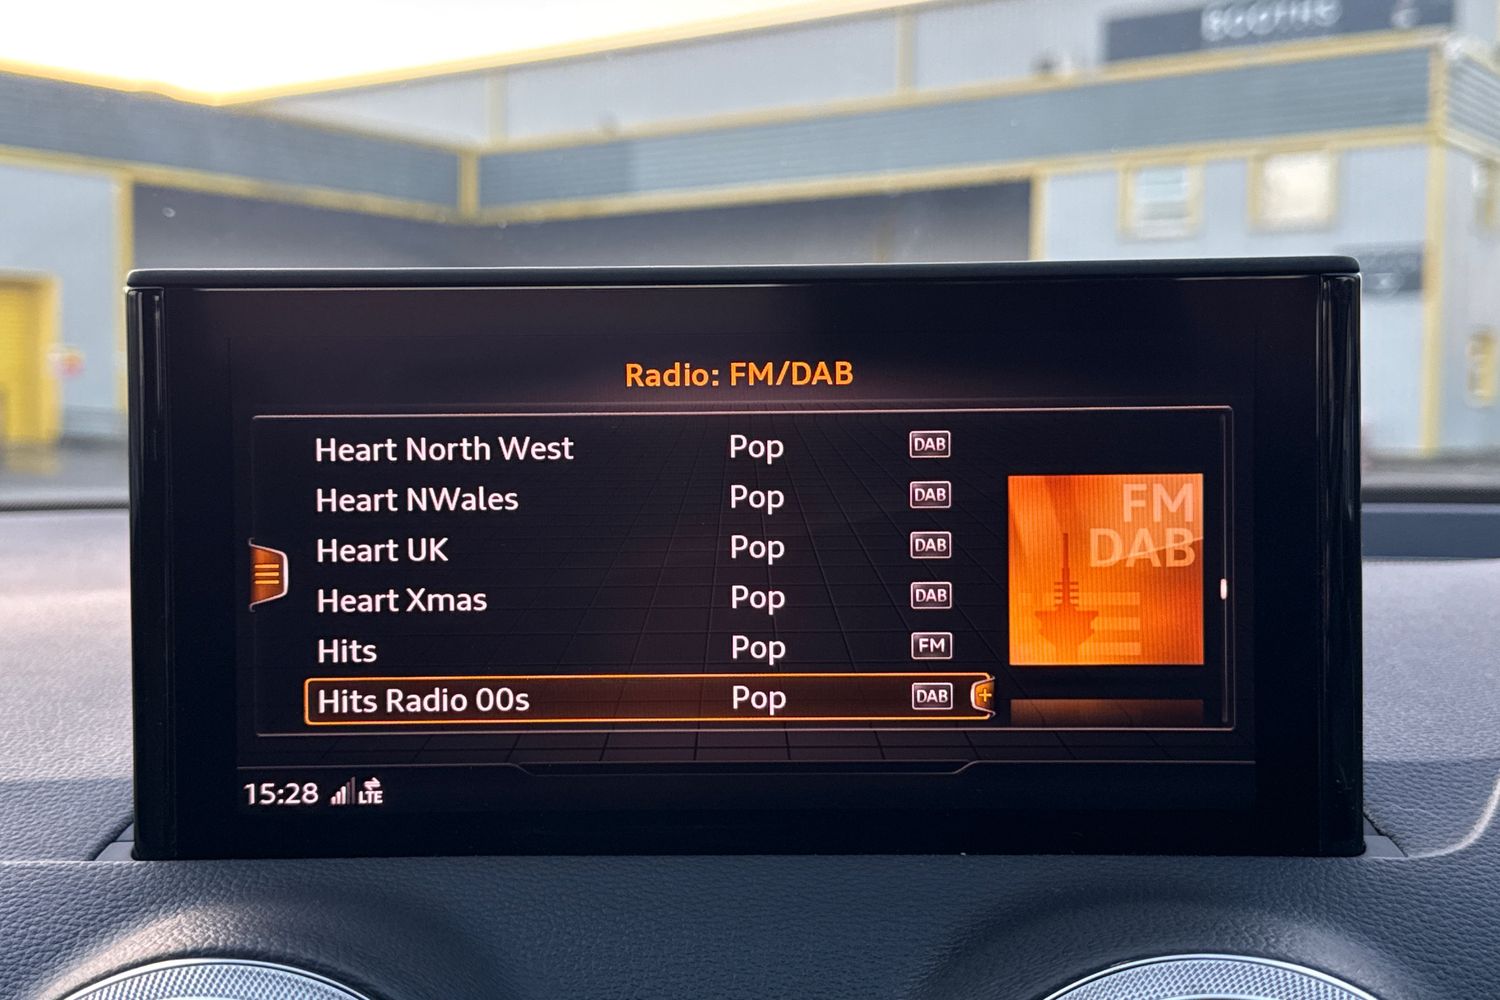 Radio: FM/DAB
Heart North West Pop DAB
Heart NWales Pop DAB
Heart UK Pop DAB
Heart Xmas Pop DAB
Hits Pop FM
Hits Radio 00s Pop DAB
FM
DAB
15:28 LTE